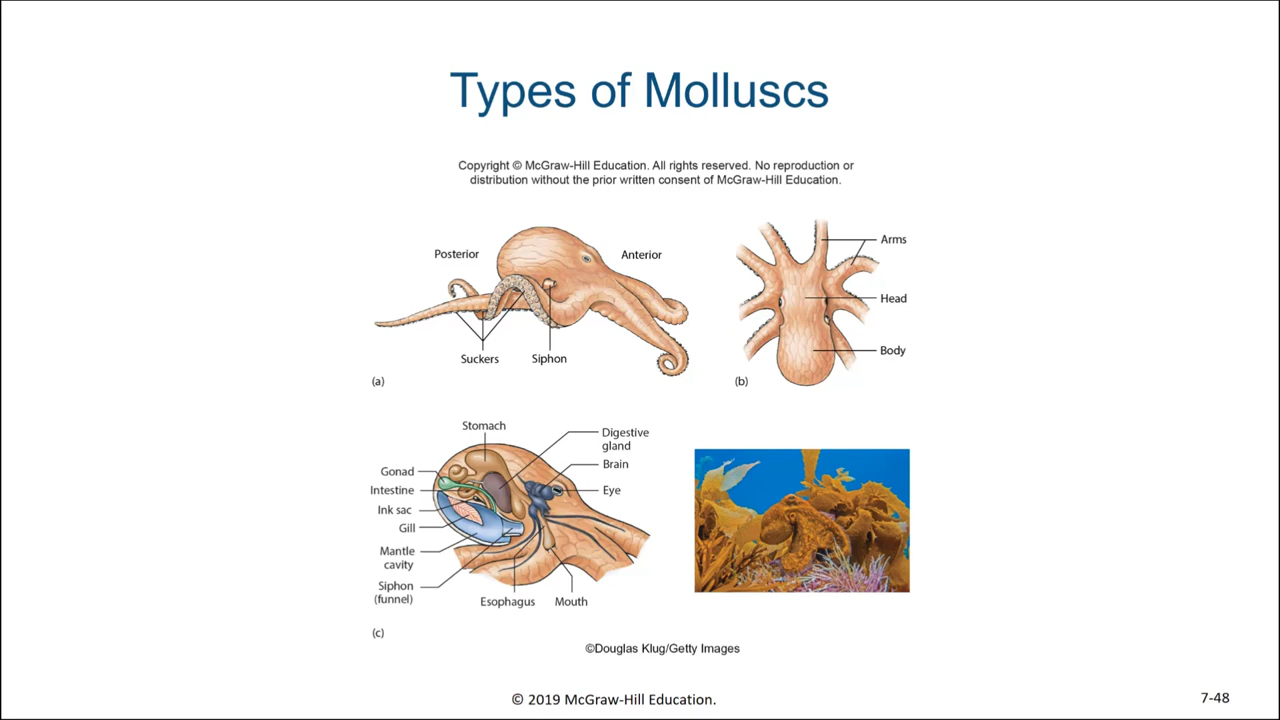 Types of Molluscs
Copyright © McGraw-Hill Education. All rights reserved. No reproduction or
distribution without the prior written consent of McGraw-Hill Education.
Posterior
Anterior
Suckers
Siphon
(a)
Arms
Head
Body
(b)
Stomach
Digestive
gland
Brain
Eye
Gonad
Intestine
Ink sac
Gill
Mantle
cavity
Siphon
(funnel)
Esophagus
Mouth
(c)
©Douglas Klug/Getty Images
© 2019 McGraw-Hill Education.
7-48